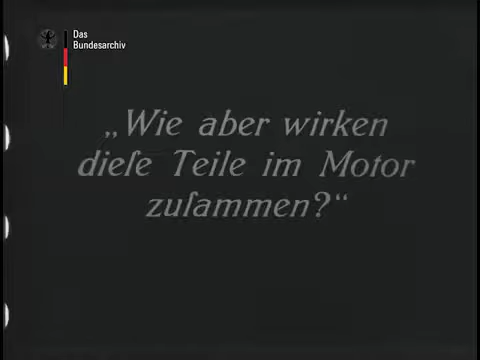 Das
Bundesarchiv
„Wie aber wirken
dieſe Teile im Motor
zuſammen?“